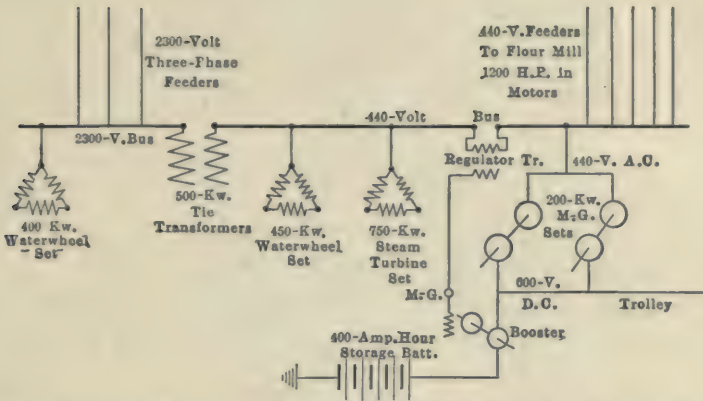 2300-Volt
Three-Phase
Feeders
440-V. Feeders
To Flour Mill
1200 H.P. in
Motors
2300-V. Bus
440-Volt
Bus
Regulator Tr.
440-V. A.C.
400 Kw.
Waterwheel
Set
500-Kw.
Tie
Transformers
450-Kw.
Waterwheel
Set
750-Kw.
Steam
Turbine
Set
200-Kw.
M.-G.
Sets
M.-G.
600-V.
D.C.
Trolley
Booster
400-Amp. Hour
Storage Batt.